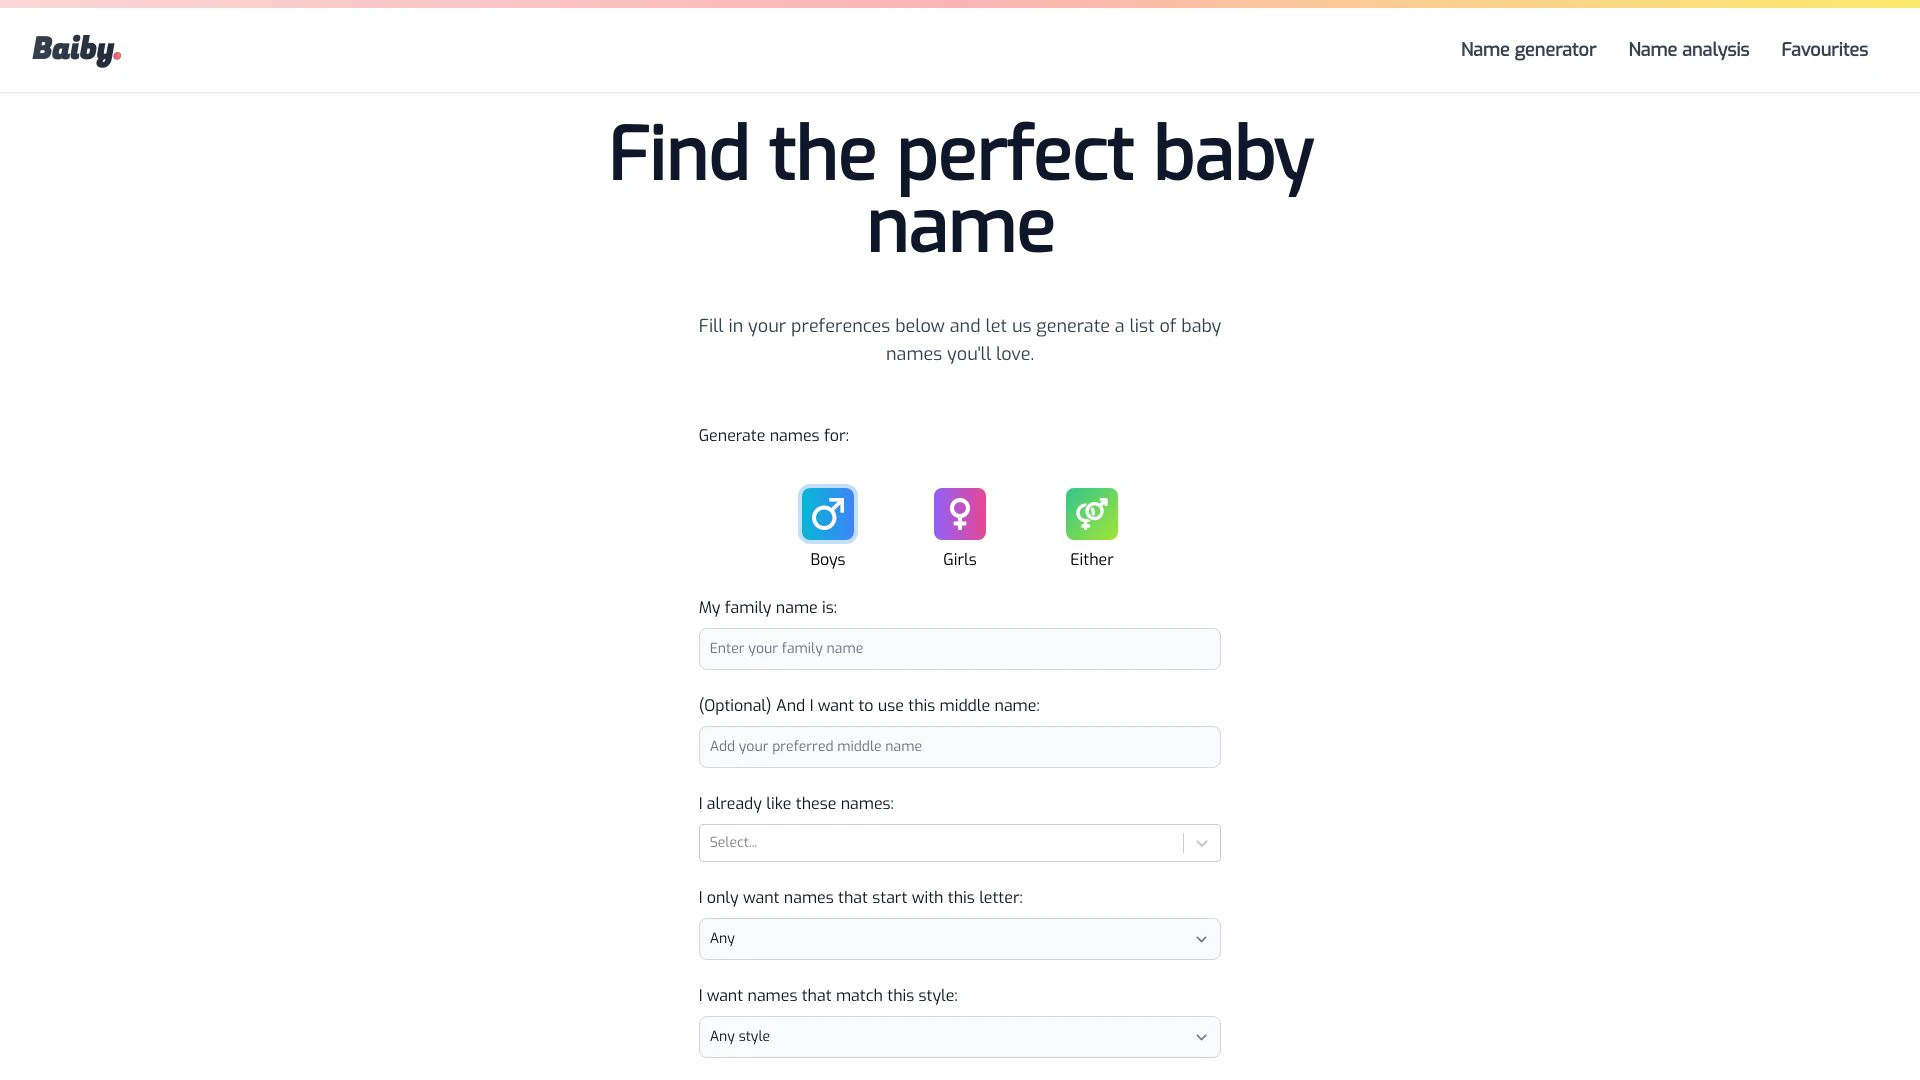 Baiby.
Name generator
Name analysis
Favourites
Find the perfect baby
name
Fill in your preferences below and let us generate a list of baby
names you'll love.
Generate names for:
Boys
Girls
Either
My family name is:
Enter your family name
(Optional) And I want to use this middle name:
Add your preferred middle name
I already like these names:
Select...
I only want names that start with this letter:
Any
I want names that match this style:
Any style